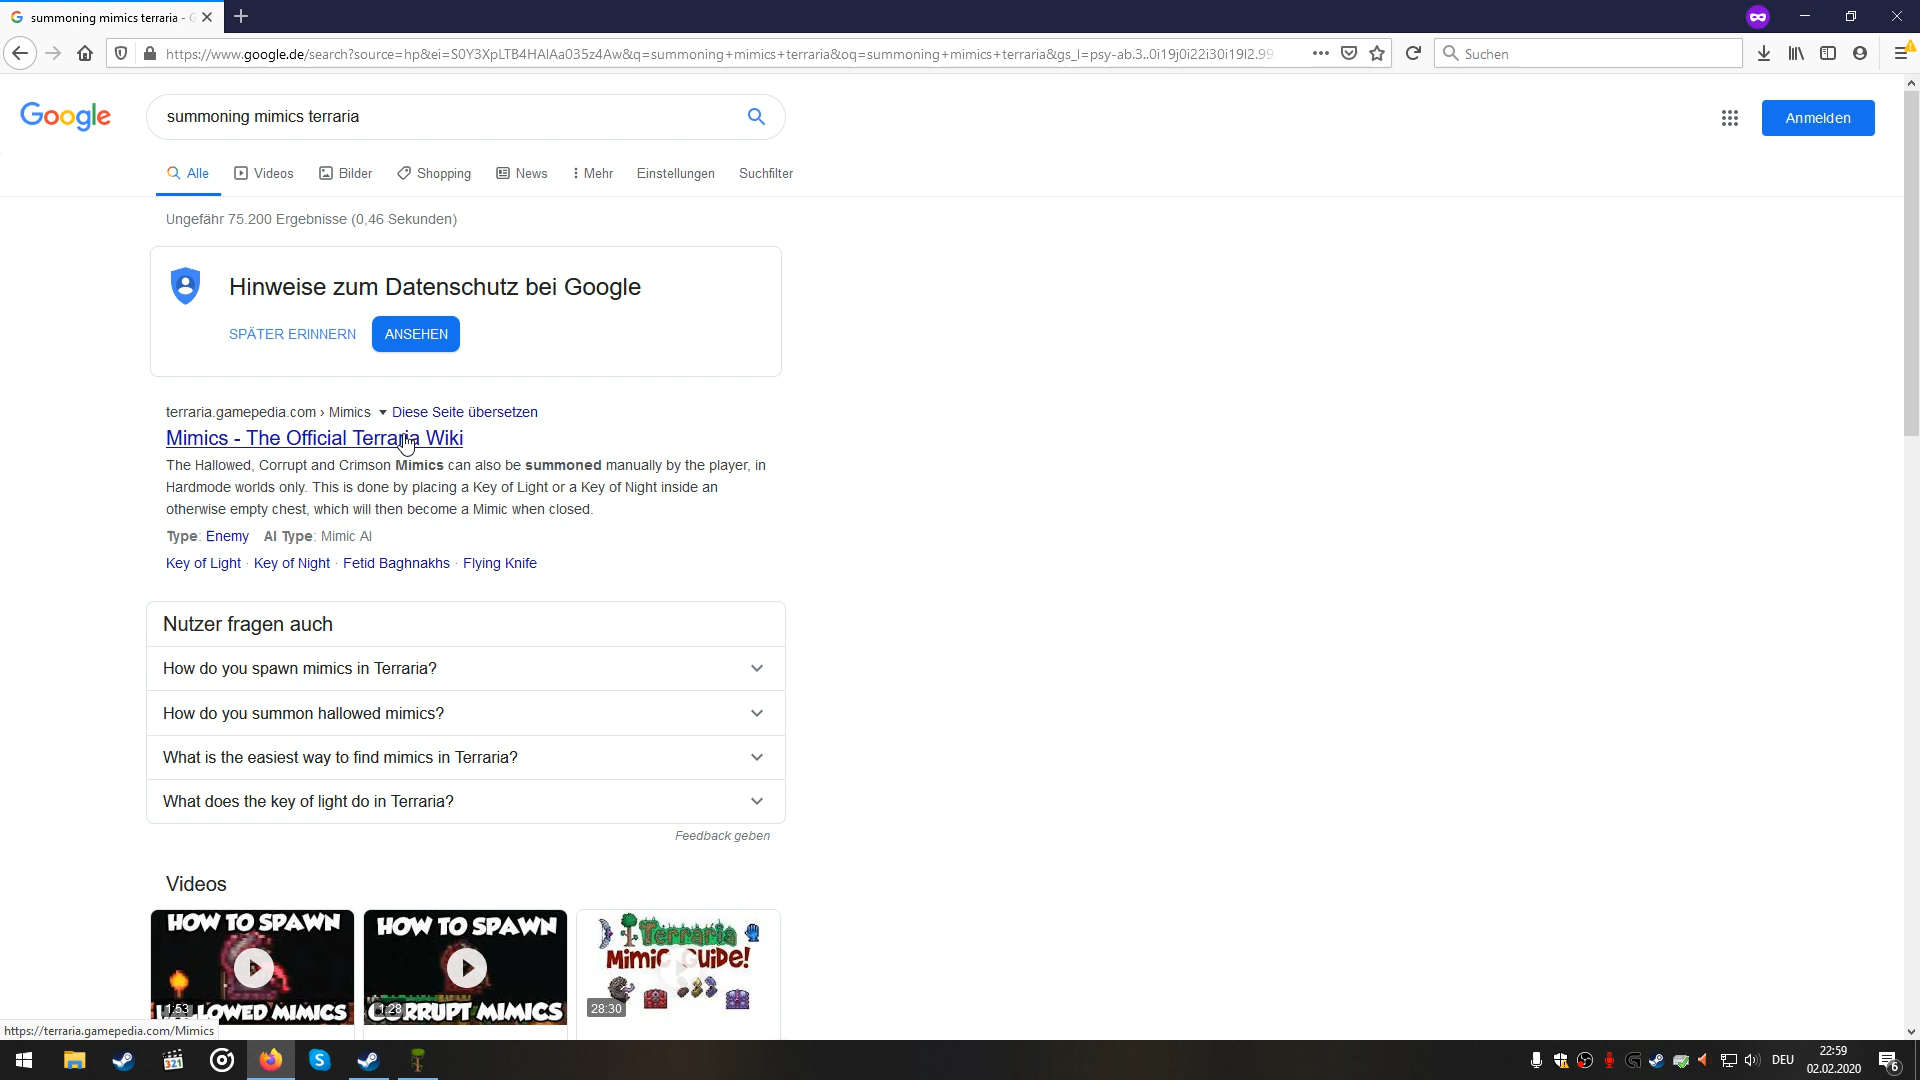 summoning mimics terraria - G
https://www.google.de/search?source=hp&ei=S0Y3XpLTB4HAlAa035z4Aw&q=summoning+mimics+terraria&oq=summoning+mimics+terraria&gs_l=psy-ab.3..0i19j0i22i30i19l2.99
Suchen
Google
summoning mimics terraria
Anmelden
Alle
Videos
Bilder
Shopping
News
Mehr
Einstellungen
Suchfilter
Ungefähr 75.200 Ergebnisse (0,46 Sekunden)
Hinweise zum Datenschutz bei Google
SPÄTER ERINNERN
ANSEHEN
terraria.gamepedia.com › Mimics ▼ Diese Seite übersetzen
Mimics - The Official Terraria Wiki
The Hallowed, Corrupt and Crimson Mimics can also be summoned manually by the player, in
Hardmode worlds only. This is done by placing a Key of Light or a Key of Night inside an
otherwise empty chest, which will then become a Mimic when closed.
Type: Enemy AI Type: Mimic AI
Key of Light · Key of Night · Fetid Baghnakhs · Flying Knife
Nutzer fragen auch
How do you spawn mimics in Terraria?
How do you summon hallowed mimics?
What is the easiest way to find mimics in Terraria?
What does the key of light do in Terraria?
Feedback geben
Videos
HOW TO SPAWN
HALLOWED MIMICS
1:53
HOW TO SPAWN
CORRUPT MIMICS
1:28
Terraria
Mimic Guide!
28:30
https://terraria.gamepedia.com/Mimics
321
DEU
22:59
02.02.2020
6